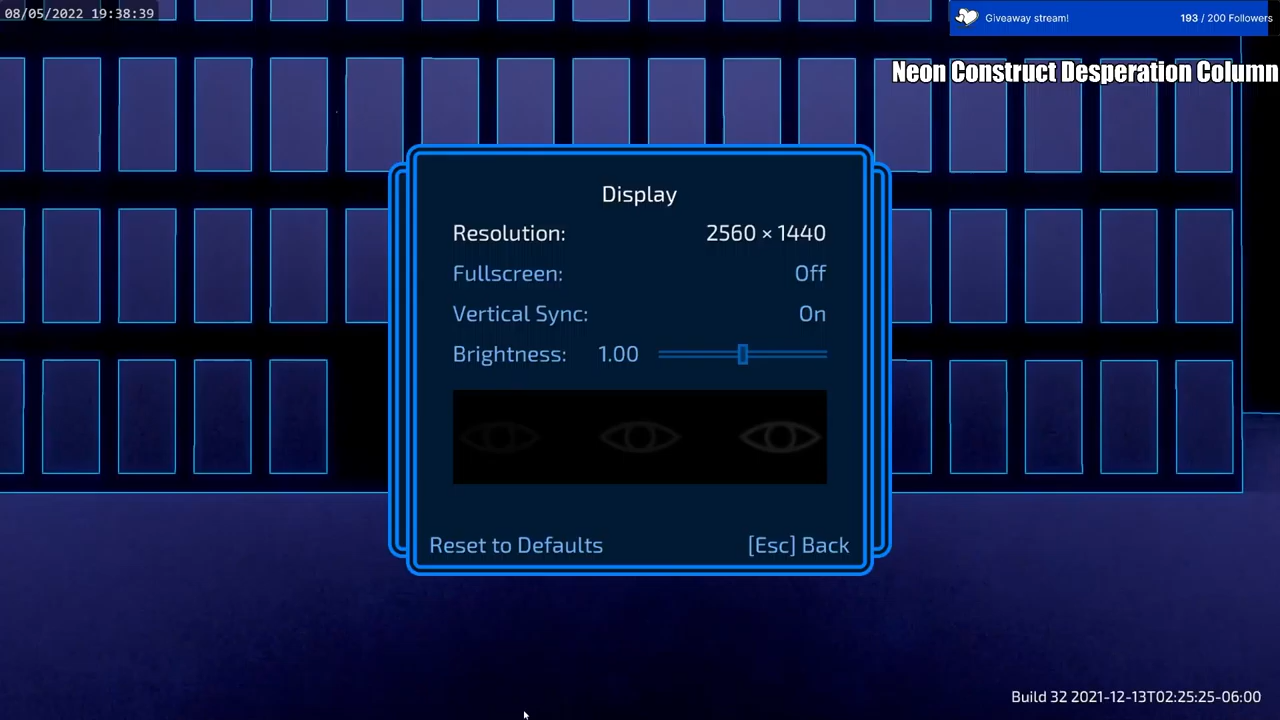 08/05/2022 19:38:39
Giveaway stream! 193 / 200 Followers
Neon Construct Desperation Column
Display
Resolution: 2560 × 1440
Fullscreen: Off
Vertical Sync: On
Brightness: 1.00
Reset to Defaults [Esc] Back
Build 32 2021-12-13T02:25:25-06:00